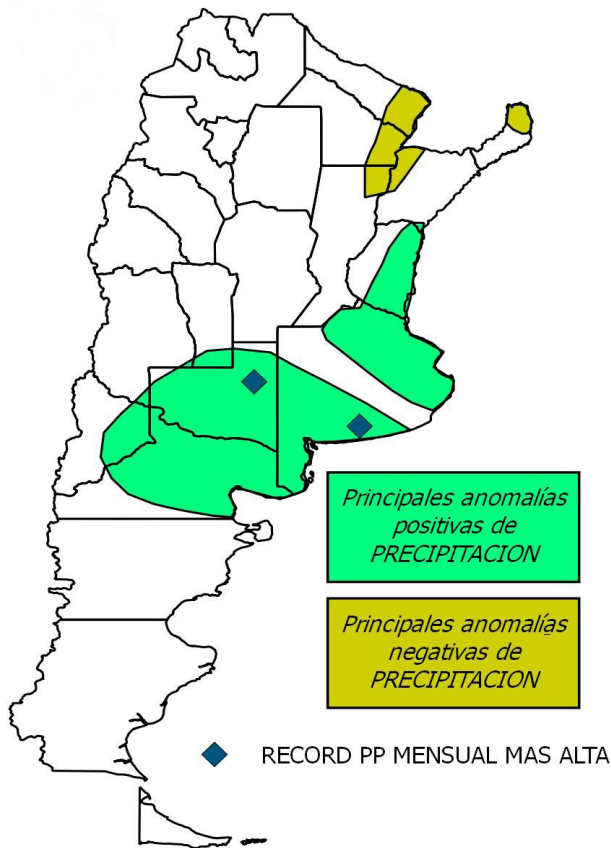 Principales anomalías
positivas de
PRECIPITACION
Principales anomalías
negativas de
PRECIPITACION
RECORD PP MENSUAL MAS ALTA